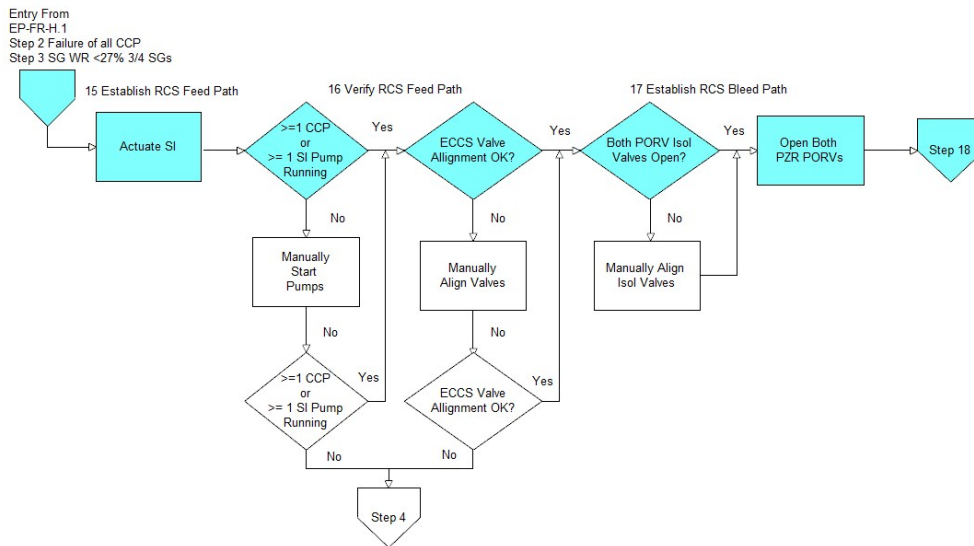 Entry From
EP-FR-H.1
Step 2 Failure of all CCP
Step 3 SG WR <27% 3/4 SGs
15 Establish RCS Feed Path
16 Verify RCS Feed Path
17 Establish RCS Bleed Path
Actuate SI
>=1 CCP
or
>= 1 SI Pump
Running
Yes
ECCS Valve
Allignment OK?
Yes
Both PORV Isol
Valves Open?
Yes
Open Both
PZR PORVs
Step 18
No
No
No
Manually
Start
Pumps
Manually
Align Valves
Manually Align
Isol Valves
No
No
>=1 CCP
or
>= 1 SI Pump
Running
Yes
ECCS Valve
Allignment OK?
Yes
No
No
Step 4